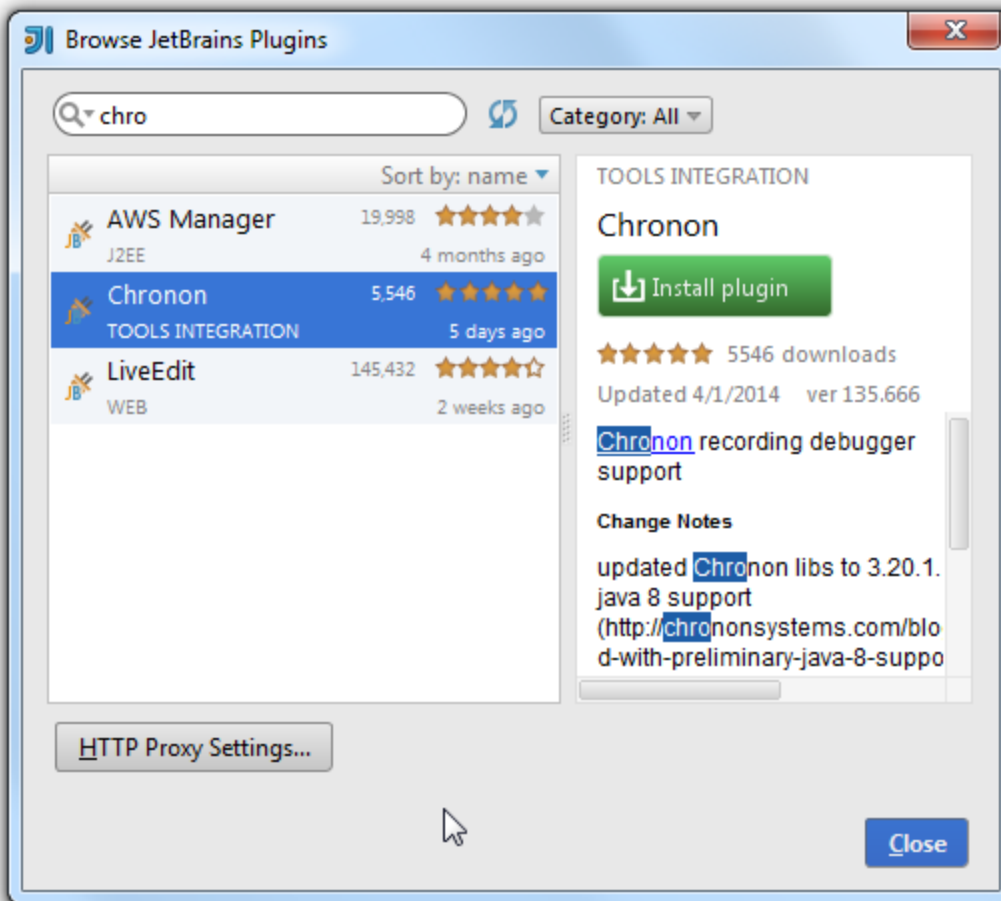 Browse JetBrains Plugins
chro
Category: All
Sort by: name
AWS Manager 19,998
J2EE 4 months ago
Chronon 5,546
TOOLS INTEGRATION 5 days ago
LiveEdit 145,432
WEB 2 weeks ago
TOOLS INTEGRATION
Chronon
Install plugin
5546 downloads
Updated 4/1/2014 ver 135.666
Chronon recording debugger
support
Change Notes
updated Chronon libs to 3.20.1.
java 8 support
(http://chrononsystems.com/blo
d-with-preliminary-java-8-suppo
HTTP Proxy Settings...
Close